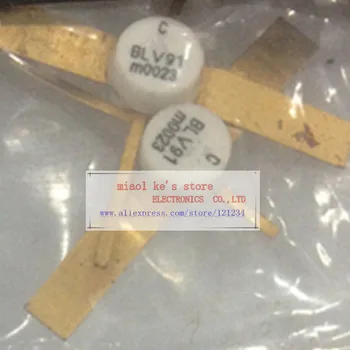 C
BLV91
m0023
C
BLV91
m0023
miaol ke's store
ELECTRONICS CO.,LTD
www.aliexpress.com/store/121234